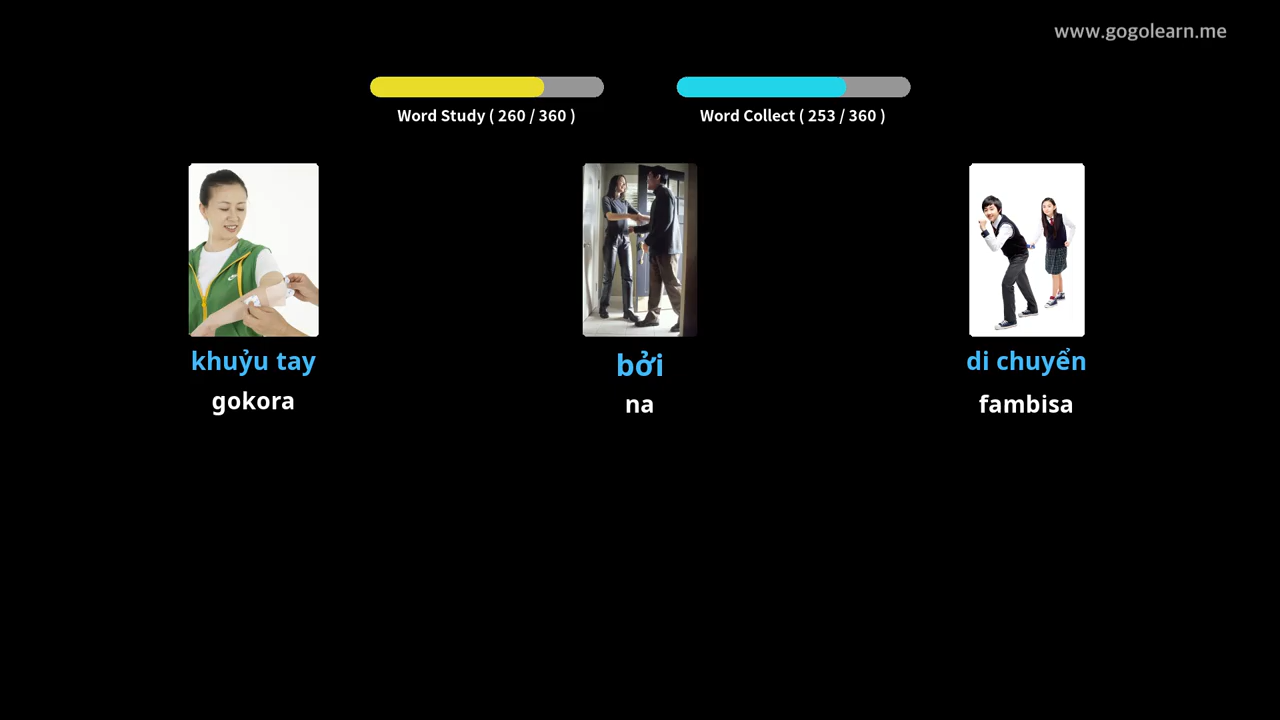 www.gogolearn.me
Word Study ( 260 / 360 )
Word Collect ( 253 / 360 )
khuỷu tay
bởi
di chuyển
gokora
na
fambisa